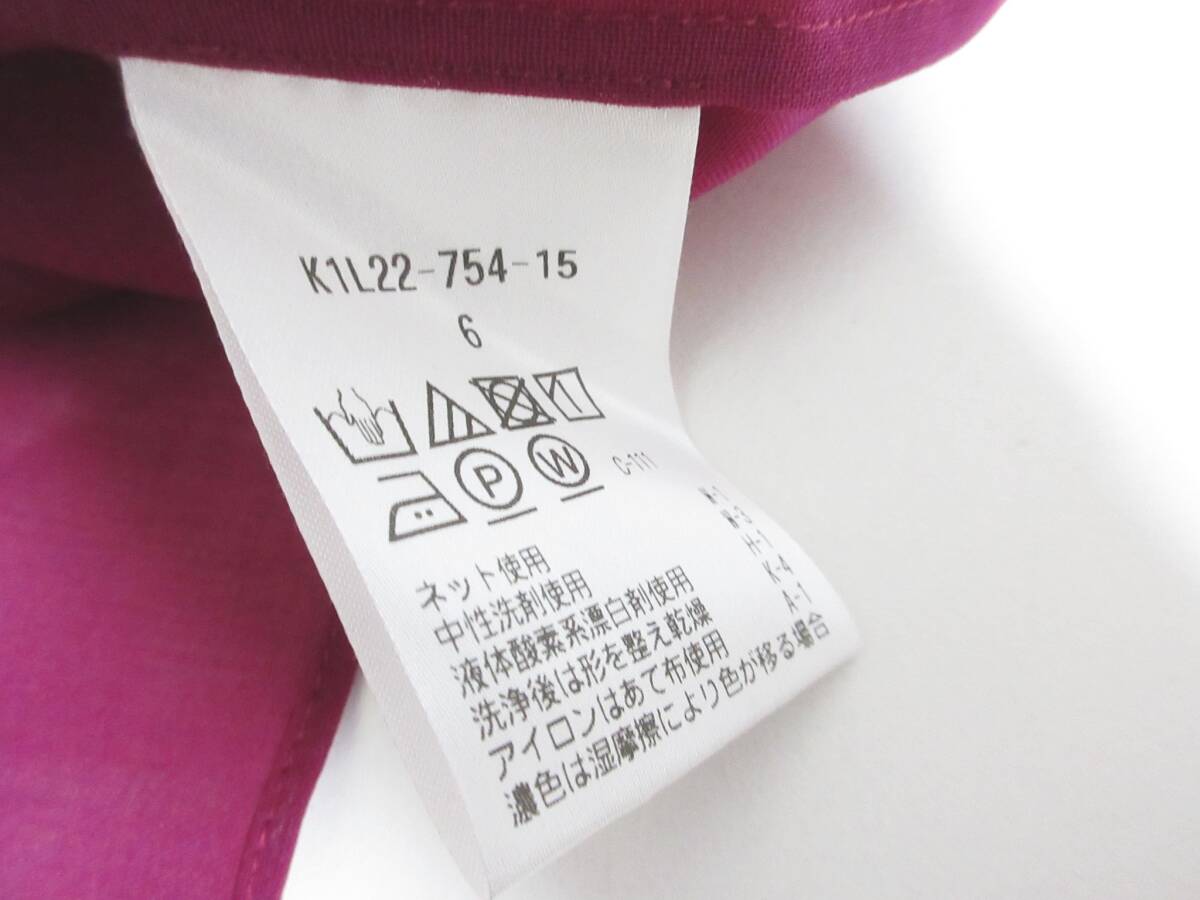 K1L22-754-15
6
P
W
C-111
W-3
H-1
K-4
A-1
ネット使用
中性洗剤使用
液体酸素系漂白剤使用
洗浄後は形を整え乾燥
アイロンはあて布使用
濃色は湿摩擦により色が移る場合